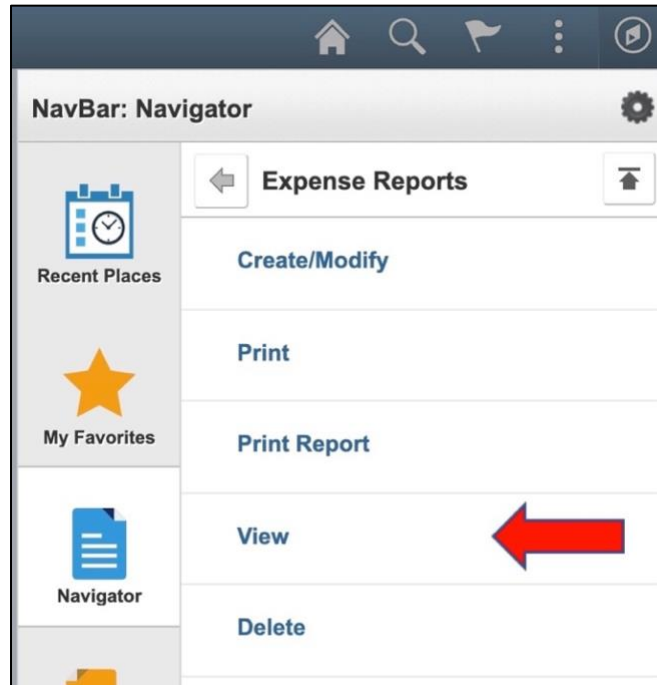 NavBar: Navigator
Recent Places
My Favorites
Navigator
Expense Reports
Create/Modify
Print
Print Report
View
Delete